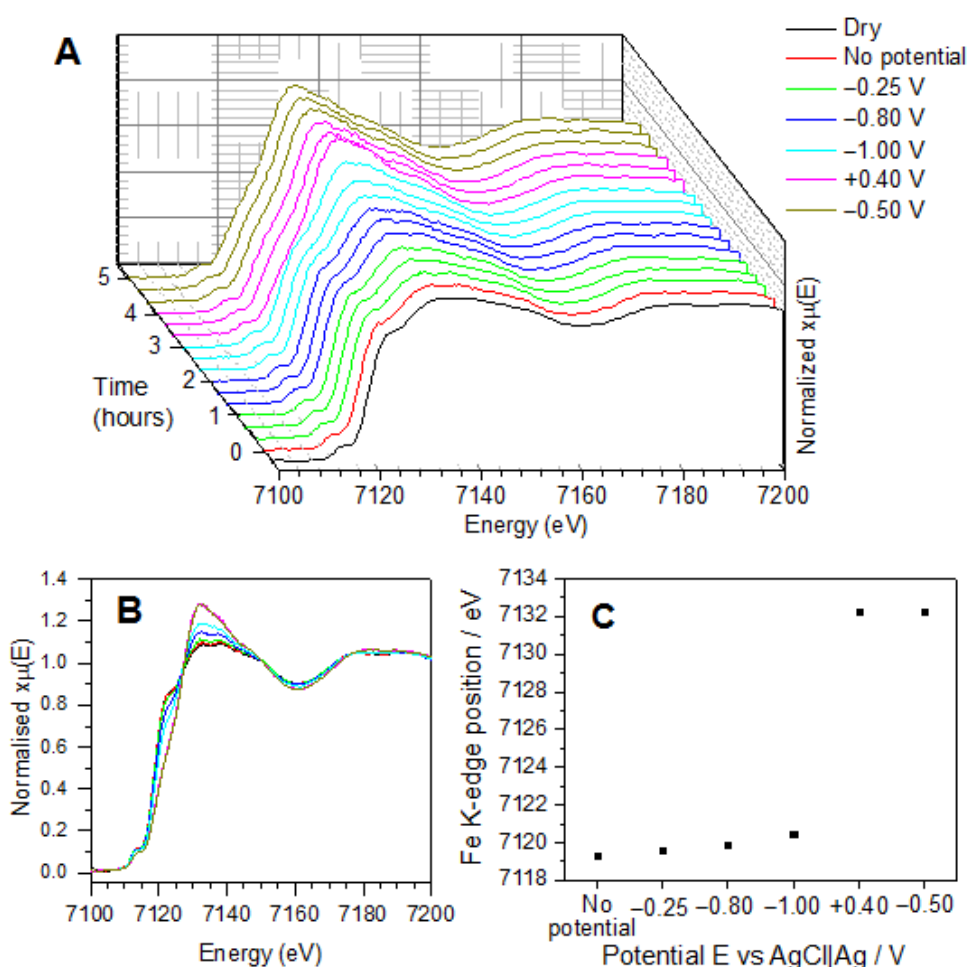 A
Dry
No potential
−0.25 V
−0.80 V
−1.00 V
+0.40 V
−0.50 V
5
4
3
2
1
0
Time
(hours)
Normalized xμ(E)
7100 7120 7140 7160 7180 7200
Energy (eV)
B
1.4
1.2
1.0
0.8
0.6
0.4
0.2
0.0
Normalised xμ(E)
7100 7120 7140 7160 7180 7200
Energy (eV)
C
7134
7132
7130
7128
7126
7124
7122
7120
7118
Fe K-edge position / eV
No potential −0.25 −0.80 −1.00 +0.40 −0.50
Potential E vs AgCl|Ag / V